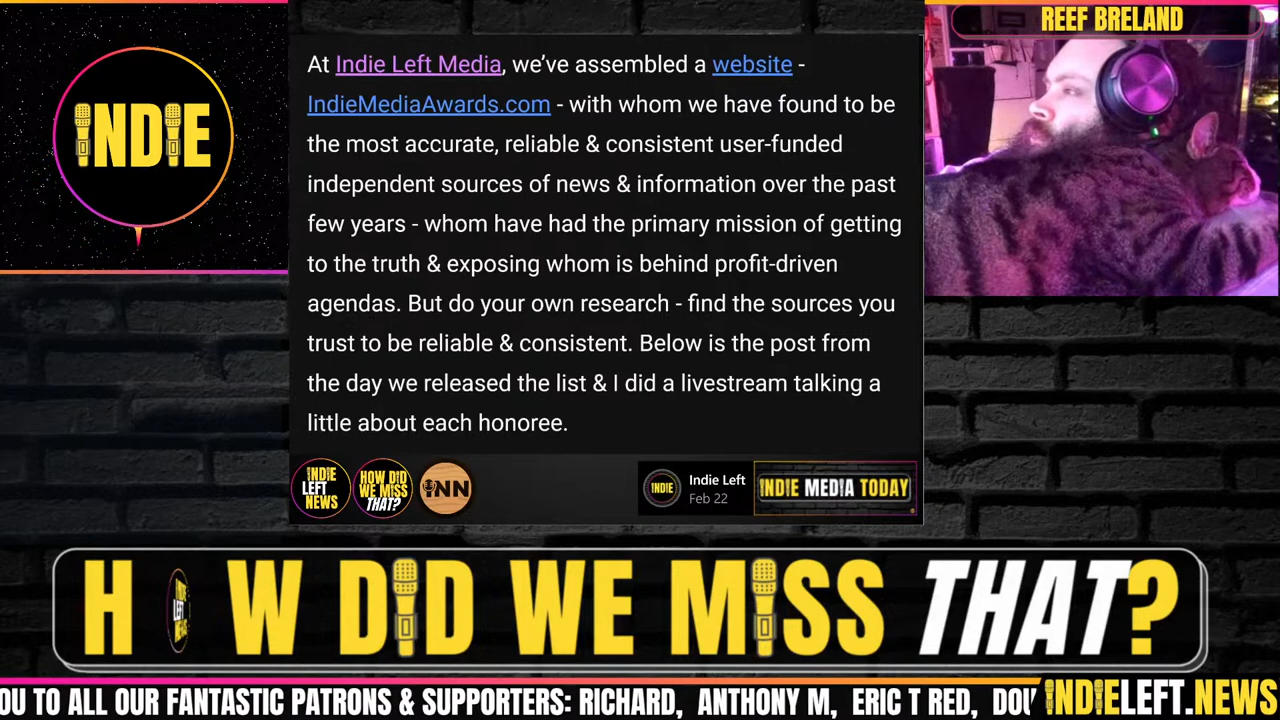 REEF BRELAND
INDIE
At Indie Left Media, we've assembled a website -
IndieMediaAwards.com - with whom we have found to be
the most accurate, reliable & consistent user-funded
independent sources of news & information over the past
few years - whom have had the primary mission of getting
to the truth & exposing whom is behind profit-driven
agendas. But do your own research - find the sources you
trust to be reliable & consistent. Below is the post from
the day we released the list & I did a livestream talking a
little about each honoree.
INDIE
LEFT
NEWS
HOW DID
WE MISS
THAT?
INN
INDIE
Indie Left
Feb 22
INDIE MEDIA TODAY
HOW DID WE MISS THAT?
OU TO ALL OUR FANTASTIC PATRONS & SUPPORTERS: RICHARD, ANTHONY M, ERIC T RED, DOU
INDIELEFT.NEWS